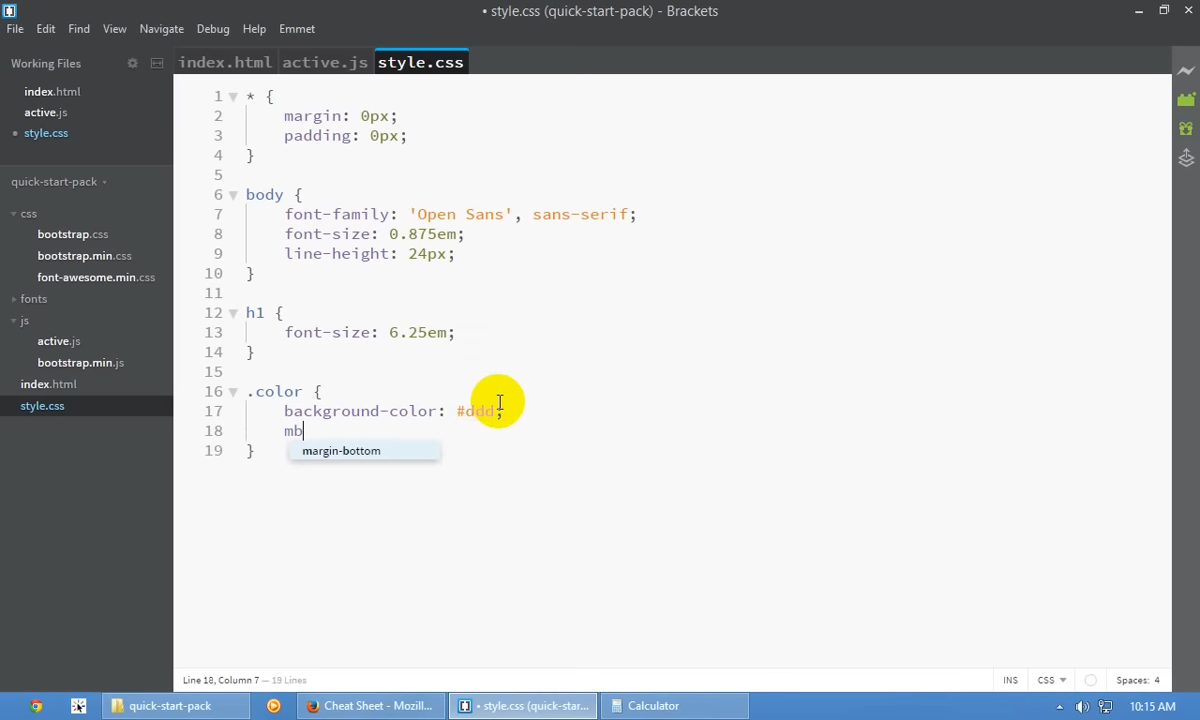 • style.css (quick-start-pack) - Brackets
File Edit Find View Navigate Debug Help Emmet
Working Files
index.html
active.js
• style.css
quick-start-pack
css
bootstrap.css
bootstrap.min.css
font-awesome.min.css
fonts
js
active.js
bootstrap.min.js
index.html
style.css
index.html active.js style.css
1 * {
2 margin: 0px;
3 padding: 0px;
4 }
5
6 body {
7 font-family: 'Open Sans', sans-serif;
8 font-size: 0.875em;
9 line-height: 24px;
10 }
11
12 h1 {
13 font-size: 6.25em;
14 }
15
16 .color {
17 background-color: #ddd;
18 mb
margin-bottom
19 }
Line 18, Column 7 — 19 Lines
INS CSS Spaces: 4
quick-start-pack Cheat Sheet - Mozill... • style.css (quick-star... Calculator 10:15 AM